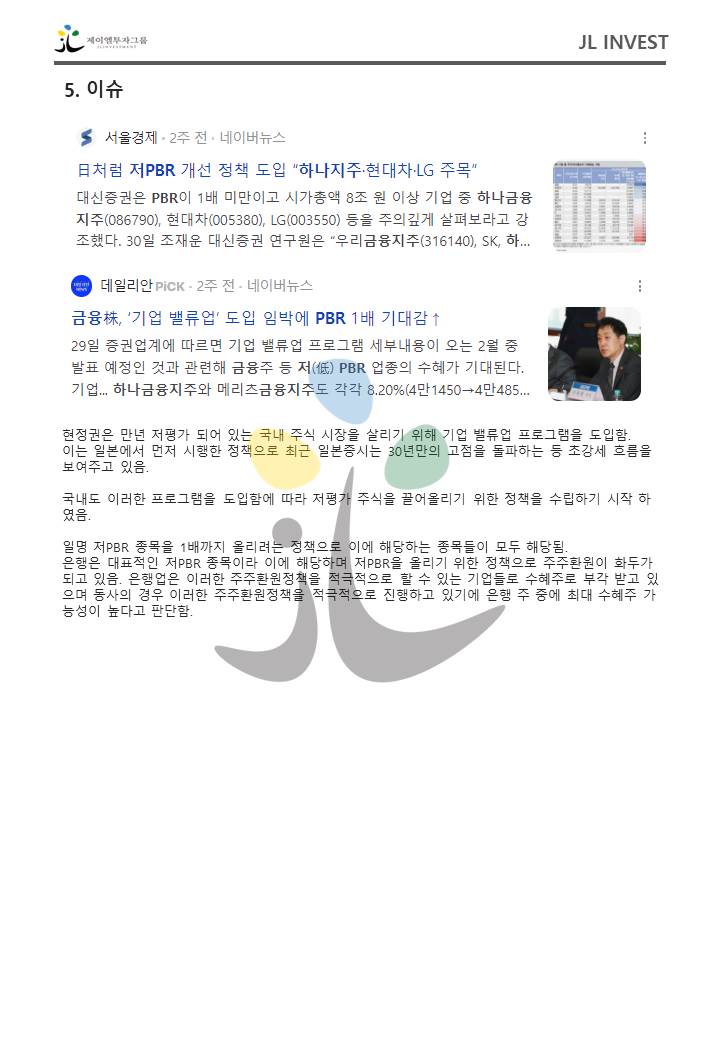 제이엘투자그룹
JL INVESTMENT
JL INVEST
5. 이슈
서울경제 · 2주 전 · 네이버뉴스
日처럼 저PBR 개선 정책 도입 “하나지주·현대차·LG 주목”
대신증권은 PBR이 1배 미만이고 시가총액 8조 원 이상 기업 중 하나금융
지주(086790), 현대차(005380), LG(003550) 등을 주의깊게 살펴보라고 강
조했다. 30일 조재운 대신증권 연구원은 “우리금융지주(316140), SK, 하...
데일리안 PiCK · 2주 전 · 네이버뉴스
금융株, ‘기업 밸류업’ 도입 임박에 PBR 1배 기대감↑
29일 증권업계에 따르면 기업 밸류업 프로그램 세부내용이 오는 2월 중
발표 예정인 것과 관련해 금융주 등 저(低) PBR 업종의 수혜가 기대된다.
기업... 하나금융지주와 메리츠금융지주도 각각 8.20%(4만1450→4만485...
현정권은 만년 저평가 되어 있는 국내 주식 시장을 살리기 위해 기업 밸류업 프로그램을 도입함.
이는 일본에서 먼저 시행한 정책으로 최근 일본증시는 30년만의 고점을 돌파하는 등 초강세 흐름을
보여주고 있음.
국내도 이러한 프로그램을 도입함에 따라 저평가 주식을 끌어올리기 위한 정책을 수립하기 시작 하
였음.
일명 저PBR 종목을 1배까지 올리려는 정책으로 이에 해당하는 종목들이 모두 해당됨.
은행은 대표적인 저PBR 종목이라 이에 해당하며 저PBR을 올리기 위한 정책으로 주주환원이 화두가
되고 있음. 은행업은 이러한 주주환원정책을 적극적으로 할 수 있는 기업들로 수혜주로 부각 받고 있
으며 동사의 경우 이러한 주주환원정책을 적극적으로 진행하고 있기에 은행 주 중에 최대 수혜주 가
능성이 높다고 판단함.